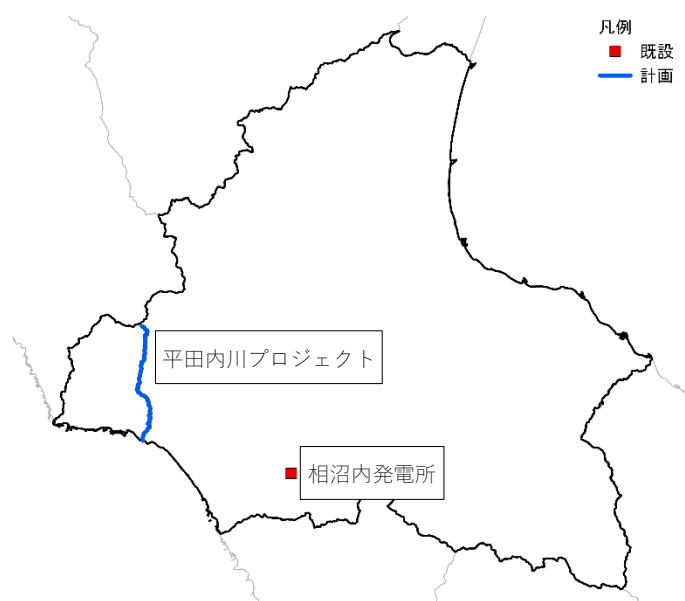 凡例
既設
計画
平田内川プロジェクト
相沼内発電所